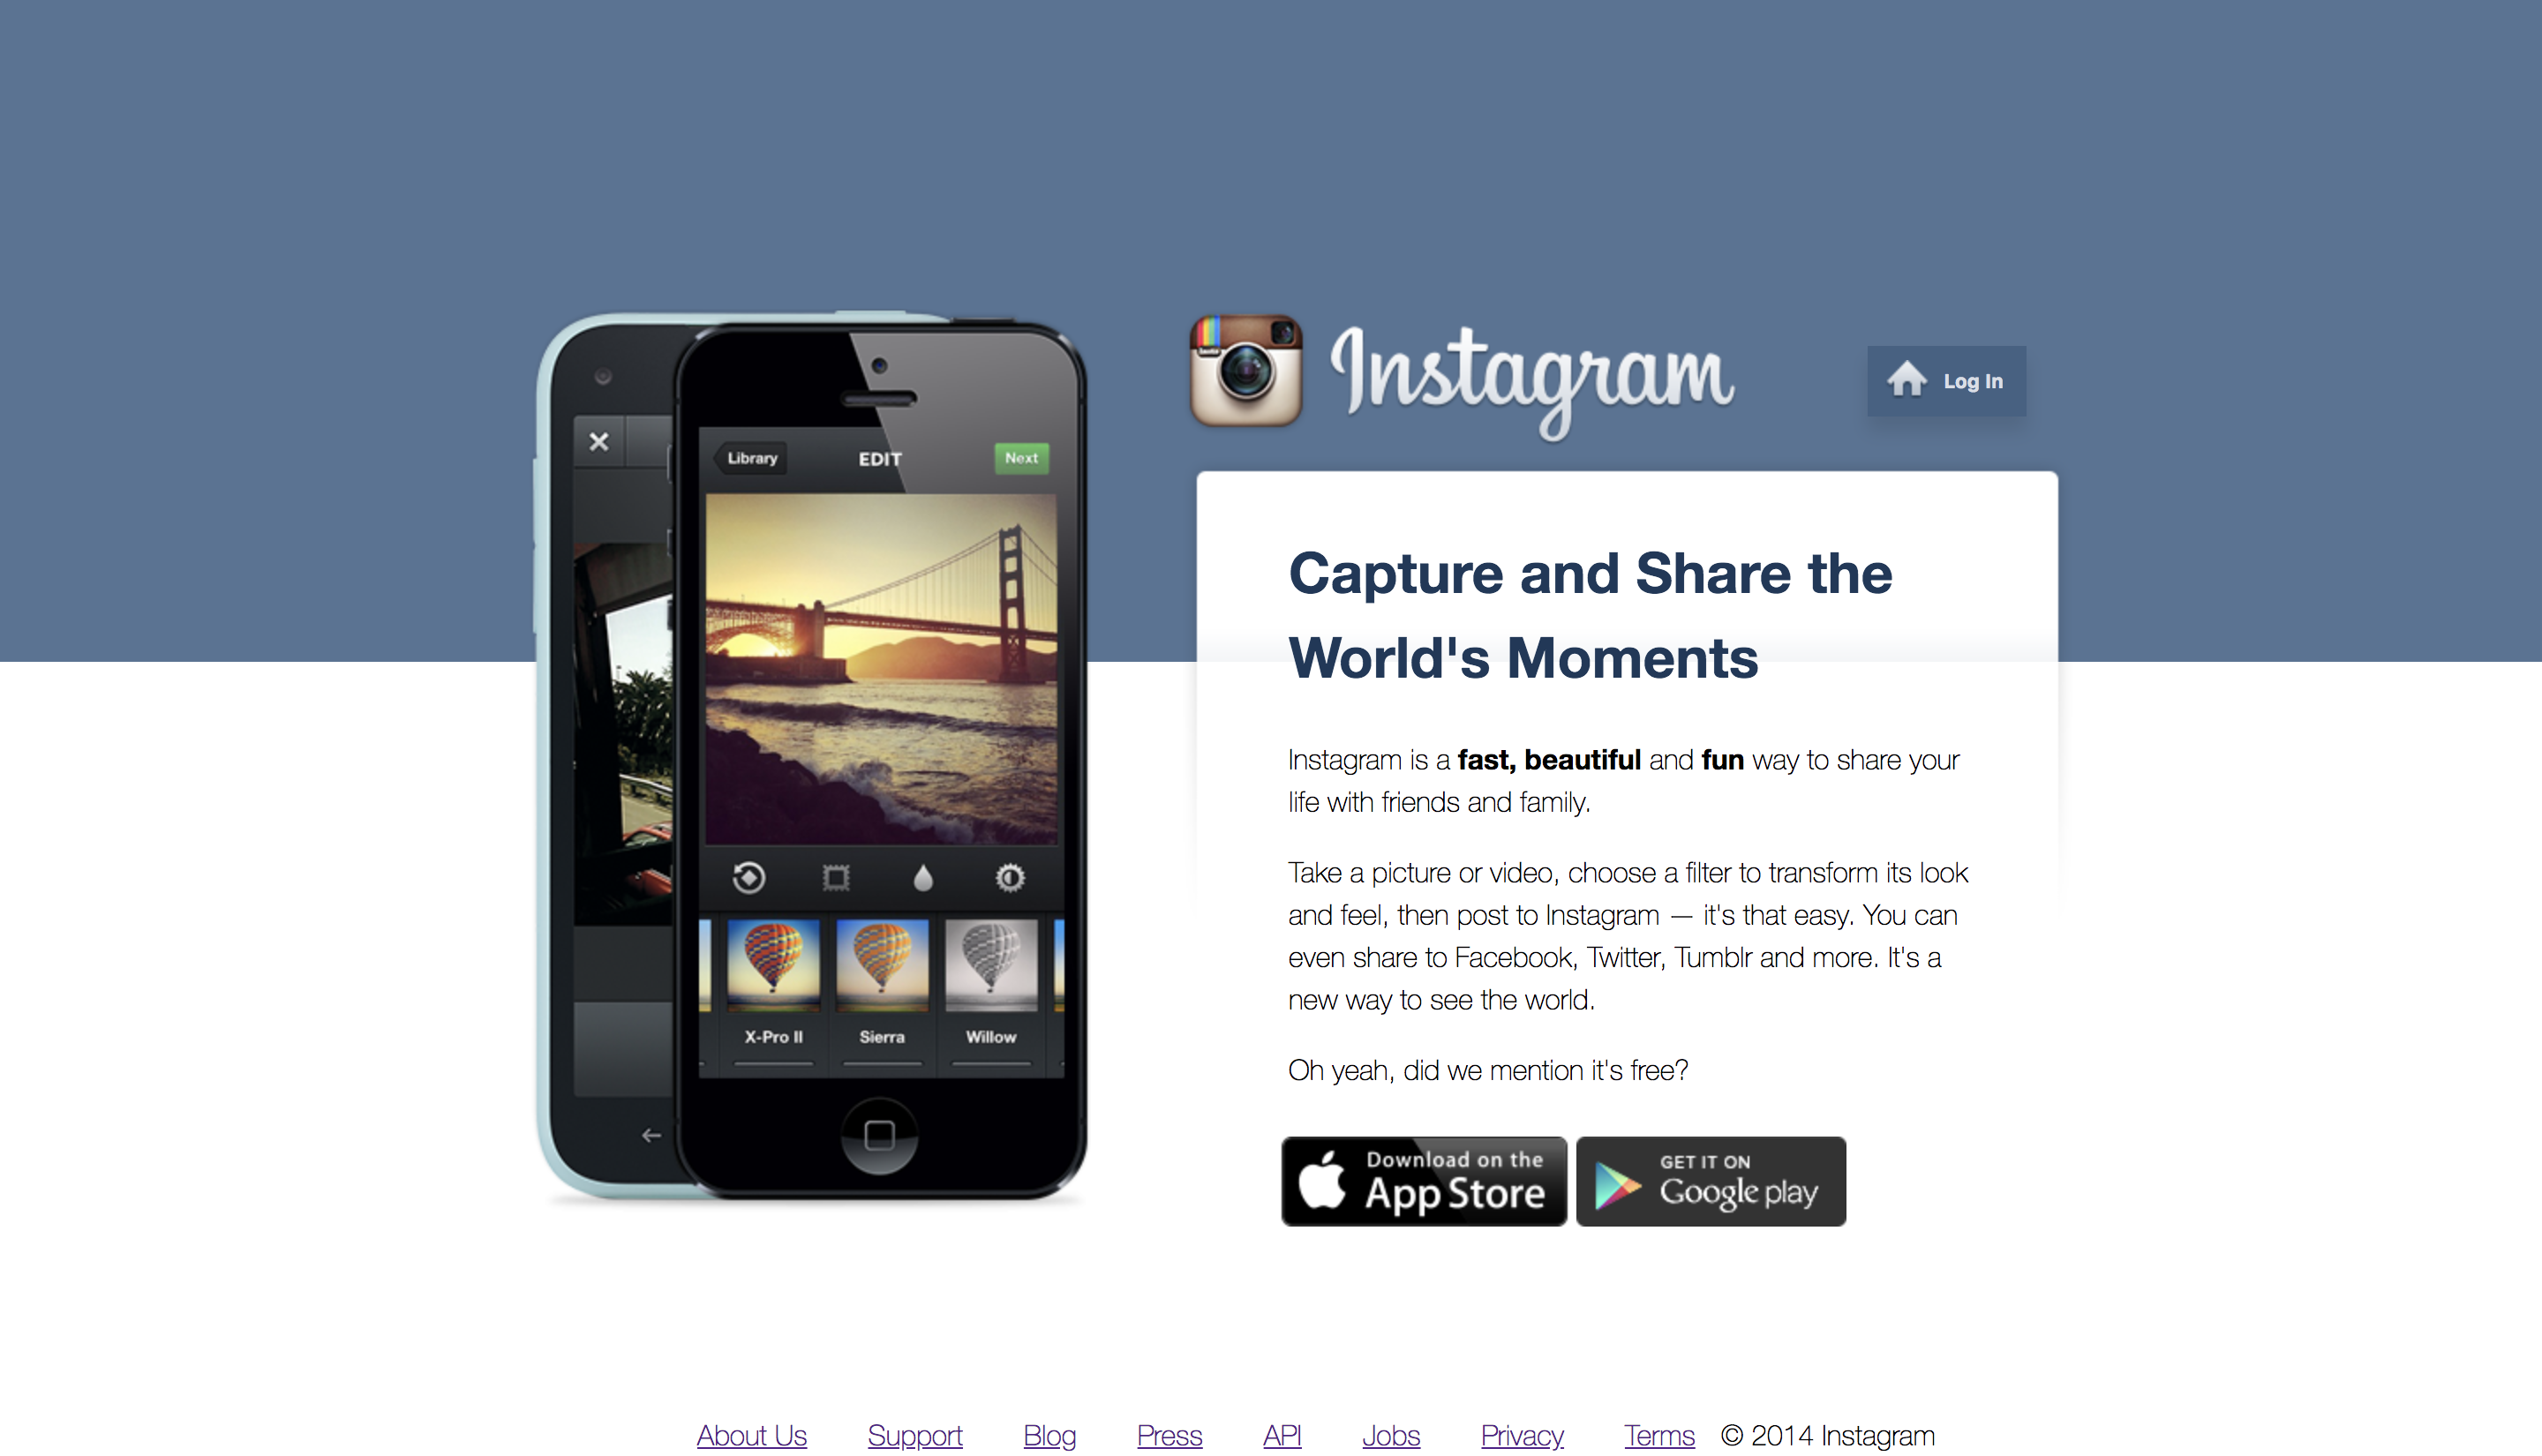 Instagram
Log In
Library
EDIT
Next
X-Pro II
Sierra
Willow
Capture and Share the
World's Moments
Instagram is a fast, beautiful and fun way to share your
life with friends and family.
Take a picture or video, choose a filter to transform its look
and feel, then post to Instagram — it's that easy. You can
even share to Facebook, Twitter, Tumblr and more. It's a
new way to see the world.
Oh yeah, did we mention it's free?
Download on the
App Store
GET IT ON
Google play
About Us Support Blog Press API Jobs Privacy Terms © 2014 Instagram